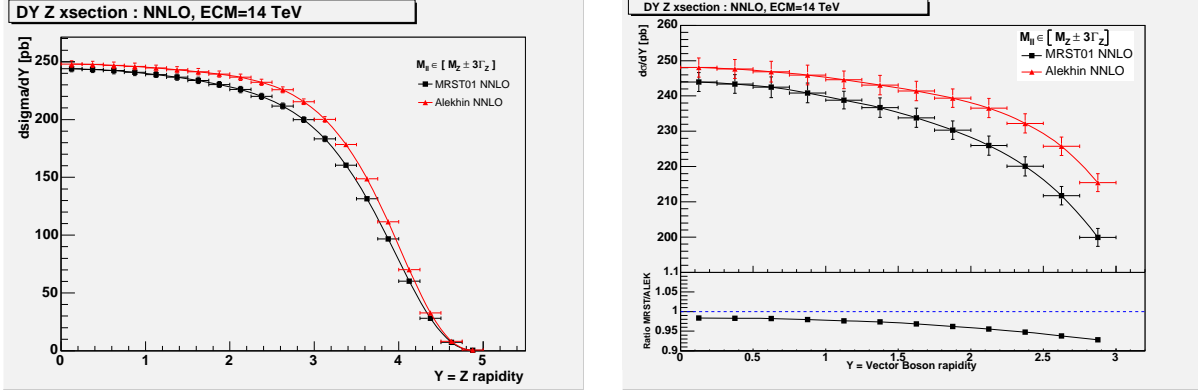 DY Z xsection : NNLO, ECM=14 TeV
dsigma/dY [pb]
250
200
150
100
50
0
M_ll ∈ [ M_Z ± 3Γ_Z ]
MRST01 NNLO
Alekhin NNLO
0 1 2 3 4 5
Y = Z rapidity
DY Z xsection : NNLO, ECM=14 TeV
dσ/dY [pb]
260
250
240
230
220
210
200
M_ll ∈ [ M_Z ± 3Γ_Z ]
MRST01 NNLO
Alekhin NNLO
Ratio MRST/ALEK
1.1
1.05
1
0.95
0.9
0 0.5 1 1.5 2 2.5 3
Y = Vector Boson rapidity